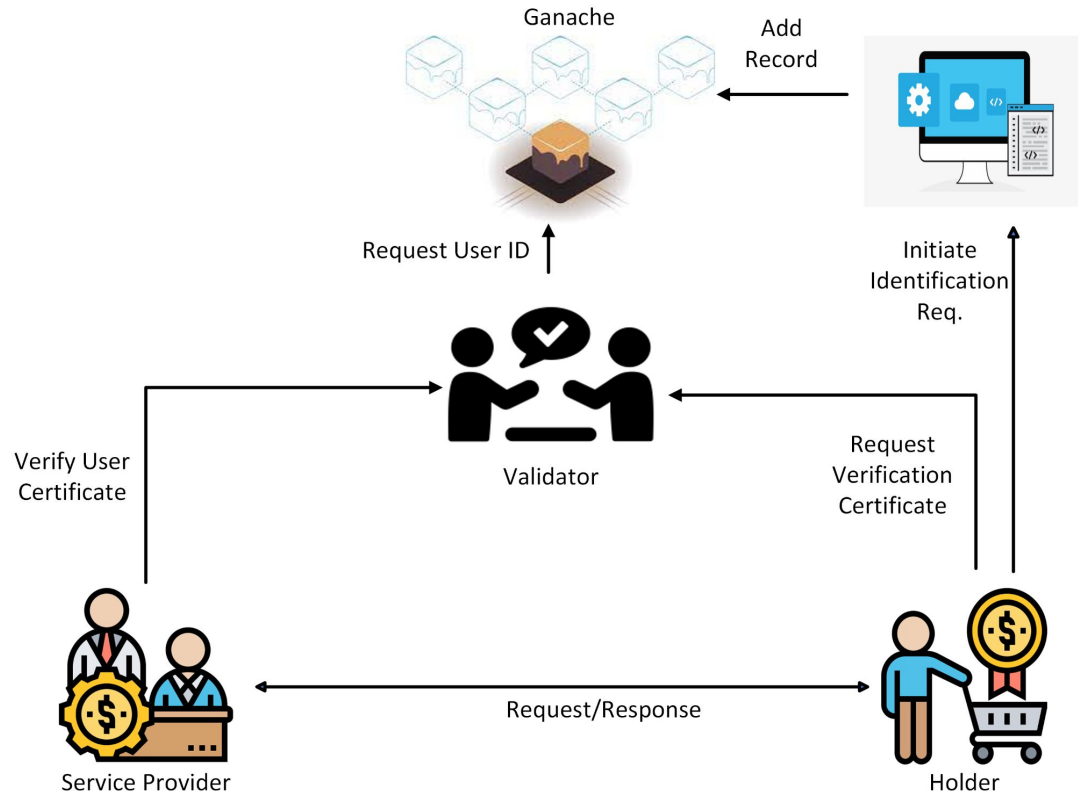 Ganache
Add
Record
</>
</>
</>
Request User ID
Initiate
Identification
Req.
Verify User
Certificate
Validator
Request
Verification
Certificate
$
$
Request/Response
Service Provider
Holder